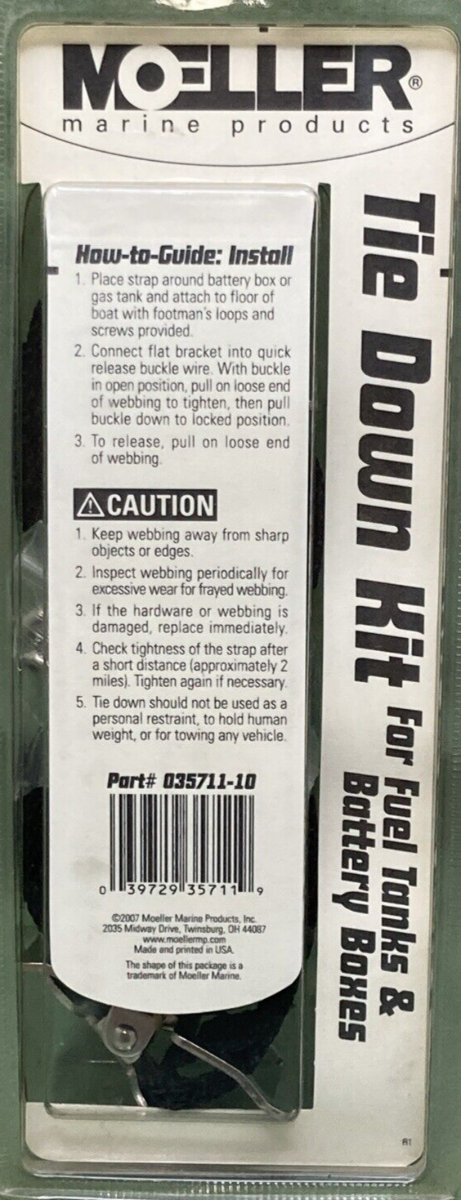 MOELLER®
marine products
How-to-Guide: Install
1. Place strap around battery box or
gas tank and attach to floor of
boat with footman's loops and
screws provided.
2. Connect flat bracket into quick
release buckle wire. With buckle
in open position, pull on loose end
of webbing to tighten, then pull
buckle down to locked position.
3. To release, pull on loose end
of webbing.
⚠CAUTION
1. Keep webbing away from sharp
objects or edges.
2. Inspect webbing periodically for
excessive wear for frayed webbing.
3. If the hardware or webbing is
damaged, replace immediately.
4. Check tightness of the strap after
a short distance (approximately 2
miles). Tighten again if necessary.
5. Tie down should not be used as a
personal restraint, to hold human
weight, or for towing any vehicle.
Part# 035711-10
0 39729 35711 9
©2007 Moeller Marine Products, Inc.
2035 Midway Drive, Twinsburg, OH 44087
www.moellermp.com
Made and printed in USA.
The shape of this package is a
trademark of Moeller Marine.
Tie Down Kit For Fuel Tanks &
Battery Boxes
R1